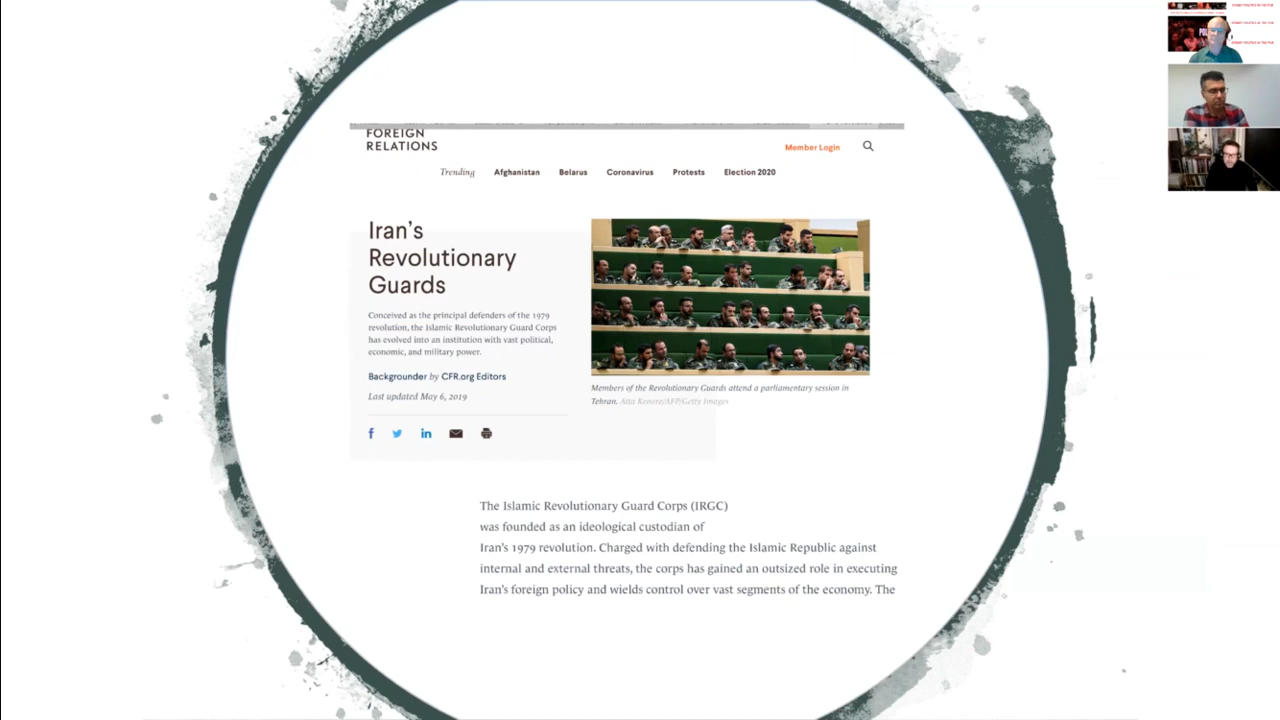 FOREIGN
RELATIONS
Member Login
Trending Afghanistan Belarus Coronavirus Protests Election 2020
Iran's
Revolutionary
Guards
Conceived as the principal defenders of the 1979
revolution, the Islamic Revolutionary Guard Corps
has evolved into an institution with vast political,
economic, and military power.
Backgrounder by CFR.org Editors
Last updated May 6, 2019
Members of the Revolutionary Guards attend a parliamentary session in
Tehran. Atta Kenare/AFP/Getty Images
The Islamic Revolutionary Guard Corps (IRGC)
was founded as an ideological custodian of
Iran's 1979 revolution. Charged with defending the Islamic Republic against
internal and external threats, the corps has gained an outsized role in executing
Iran's foreign policy and wields control over vast segments of the economy. The